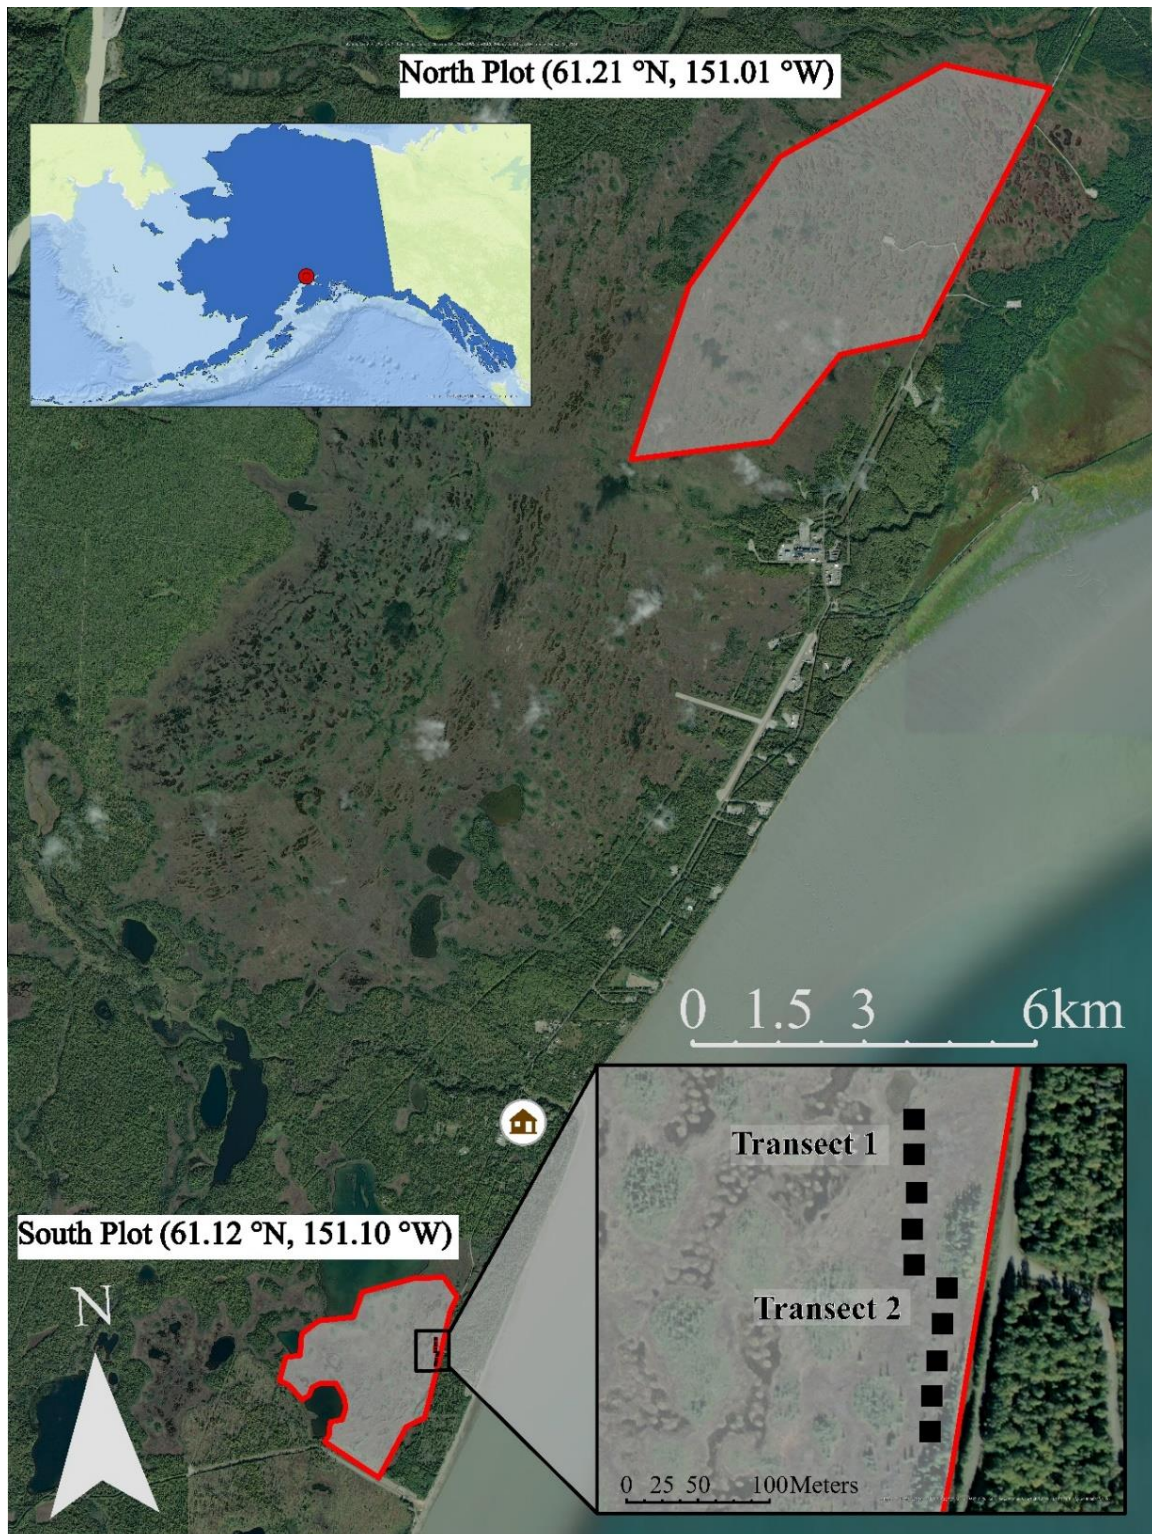 North Plot (61.21 °N, 151.01 °W)
0 1.5 3 6km
Transect 1
Transect 2
South Plot (61.12 °N, 151.10 °W)
N
0 25 50 100Meters